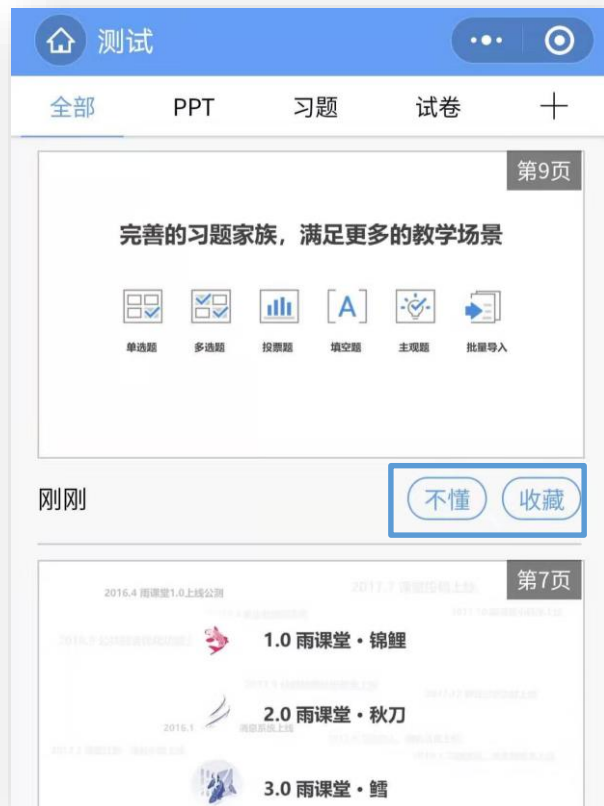 测试
全部 PPT 习题 试卷
第9页
完善的习题家族，满足更多的教学场景
A
单选题 多选题 投票题 填空题 主观题 批量导入
刚刚 不懂 收藏
第7页
2016.4 雨课堂1.0上线公测
1.0 雨课堂·锦鲤
2.0 雨课堂·秋刀
2016.1
3.0 雨课堂·鳕